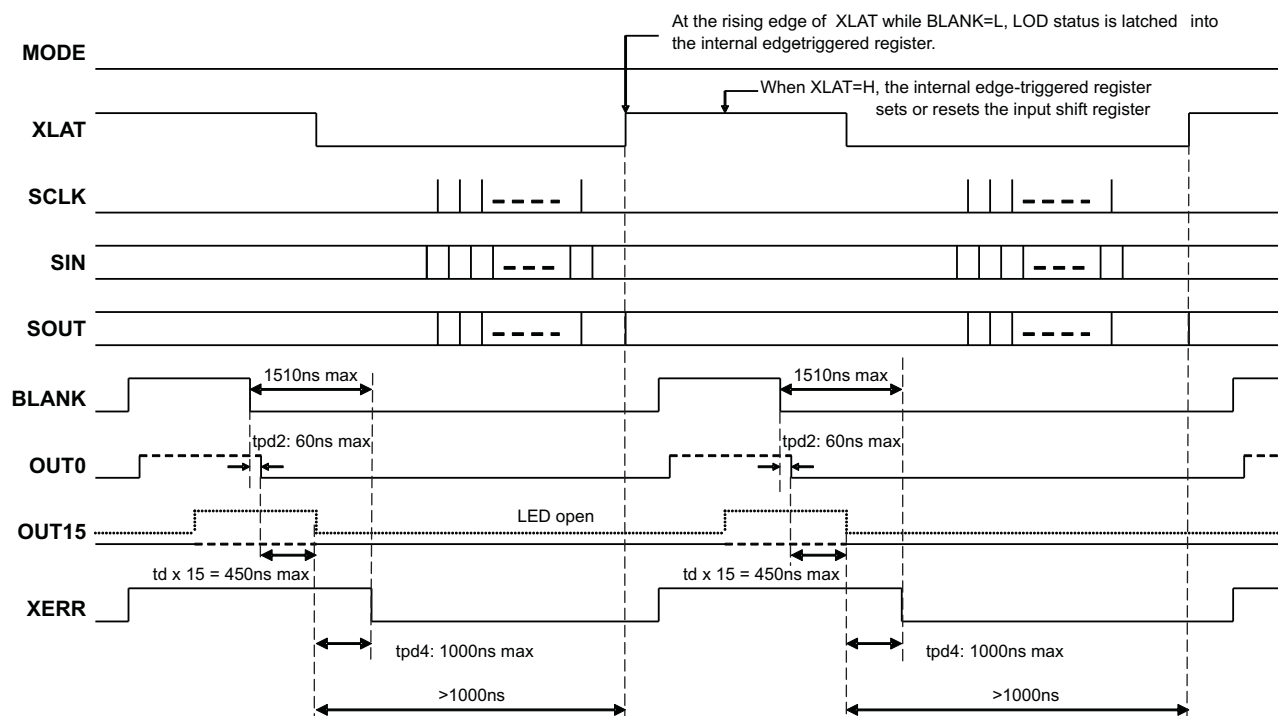 At the rising edge of XLAT while BLANK=L, LOD status is latched into
the internal edgetriggered register.
MODE
When XLAT=H, the internal edge-triggered register
sets or resets the input shift register
XLAT
SCLK
SIN
SOUT
1510ns max
1510ns max
BLANK
tpd2: 60ns max
tpd2: 60ns max
OUT0
LED open
OUT15
td x 15 = 450ns max
td x 15 = 450ns max
XERR
tpd4: 1000ns max
tpd4: 1000ns max
>1000ns
>1000ns